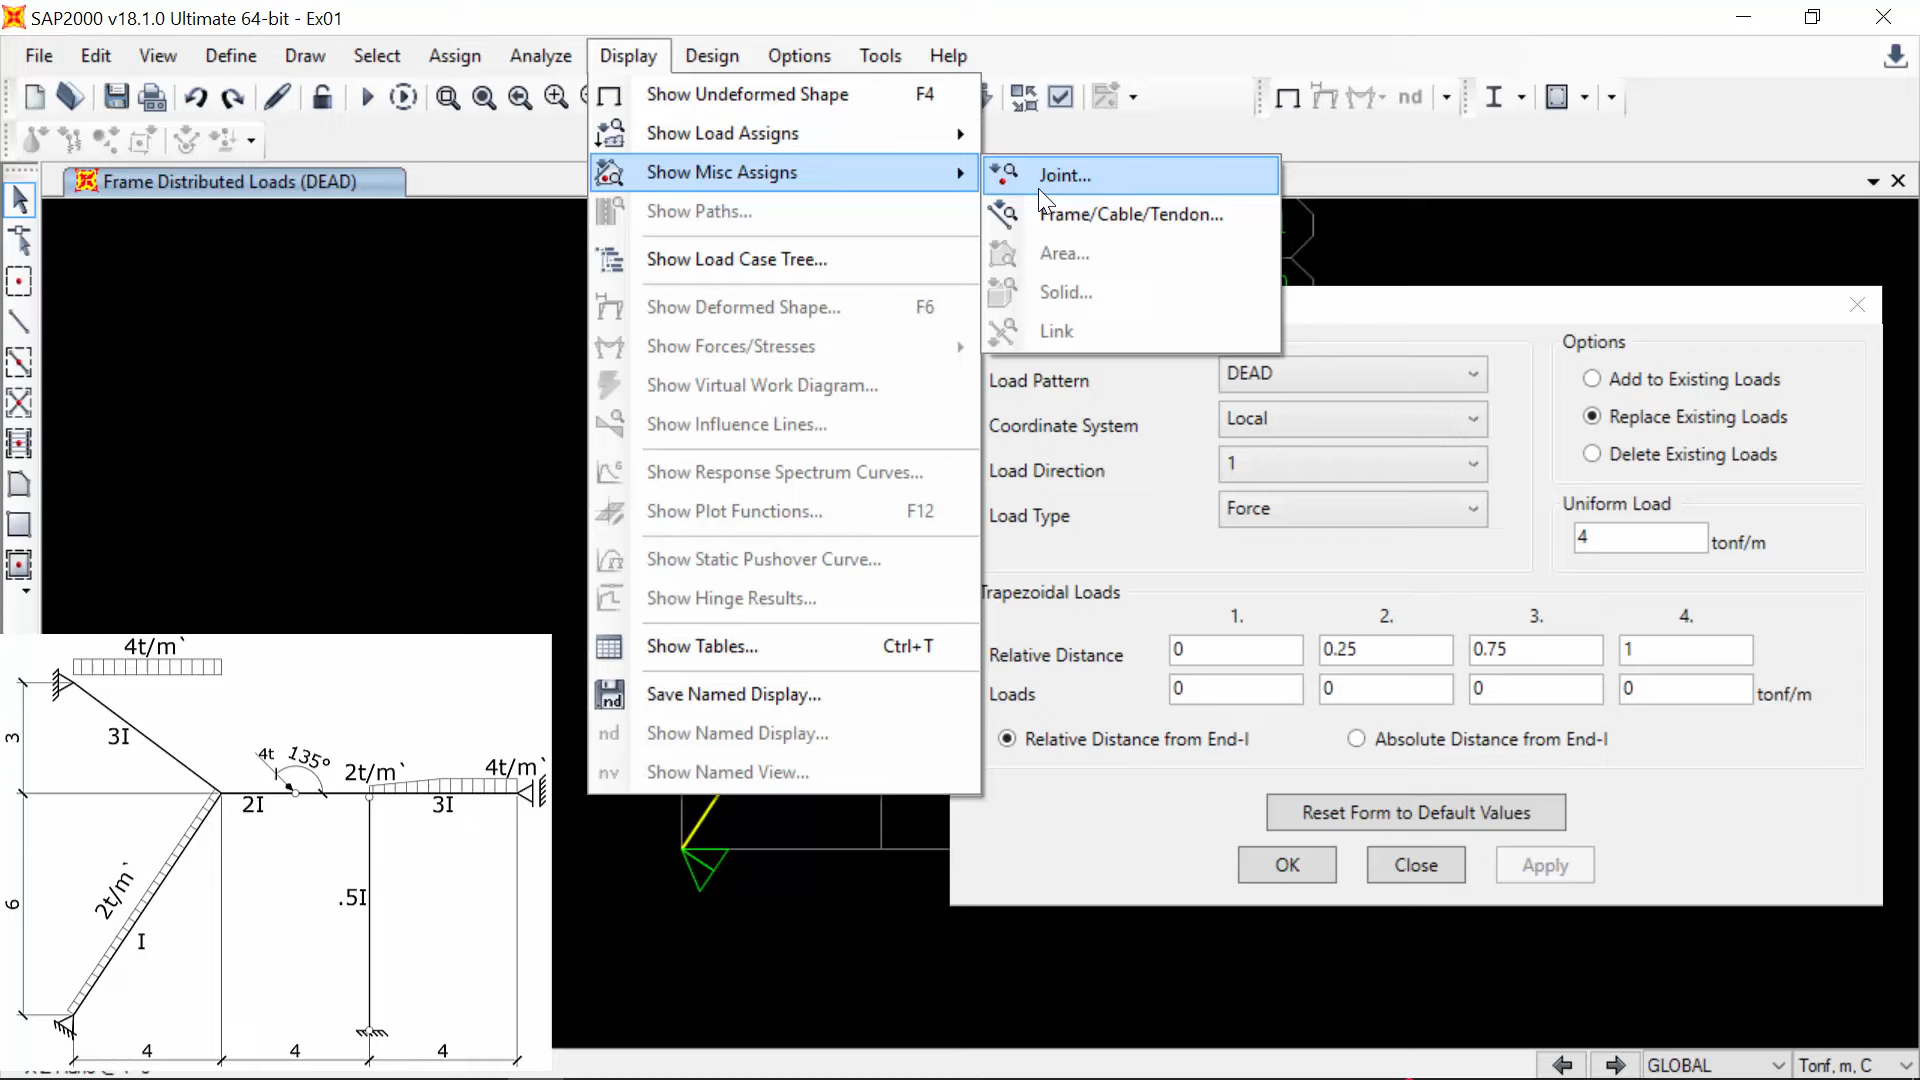 SAP2000 v18.1.0 Ultimate 64-bit - Ex01
File Edit View Define Draw Select Assign Analyze Display Design Options Tools Help
nd
Frame Distributed Loads (DEAD)
Show Undeformed Shape F4
Show Load Assigns
Show Misc Assigns
Show Paths...
Show Load Case Tree...
Show Deformed Shape... F6
Show Forces/Stresses
Show Virtual Work Diagram...
Show Influence Lines...
Show Response Spectrum Curves...
Show Plot Functions... F12
Show Static Pushover Curve...
Show Hinge Results...
Show Tables... Ctrl+T
nd Save Named Display...
nd Show Named Display...
nv Show Named View...
Joint...
Frame/Cable/Tendon...
Area...
Solid...
Link
Load Pattern DEAD
Coordinate System Local
Load Direction 1
Load Type Force
Options
Add to Existing Loads
Replace Existing Loads
Delete Existing Loads
Uniform Load
4 tonf/m
Trapezoidal Loads
1. 2. 3. 4.
Relative Distance 0 0.25 0.75 1
Loads 0 0 0 0 tonf/m
Relative Distance from End-I Absolute Distance from End-I
Reset Form to Default Values
OK Close Apply
4t/m`
3 3I
4t 135° 2t/m` 4t/m`
2I 3I
6 2t/m` .5I
I
4 4 4
GLOBAL Tonf, m, C